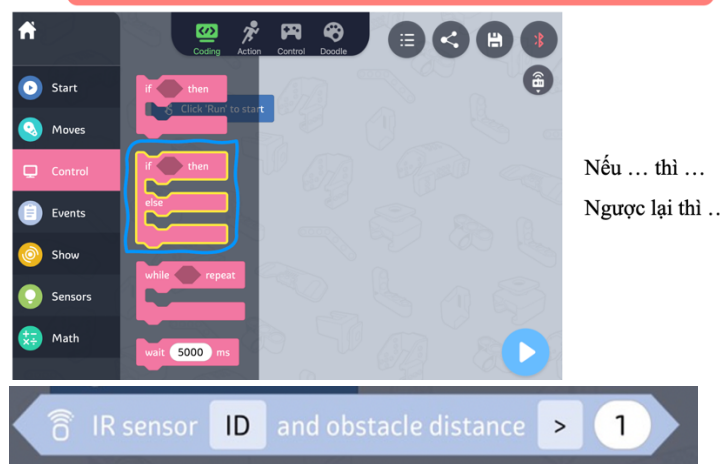 Coding Action Control Doodle
Start
Moves
Control
Events
Show
Sensors
Math
if then
Click 'Run' to start
if then
else
while repeat
wait 5000 ms
Nếu … thì …
Ngược lại thì ..
IR sensor ID and obstacle distance > 1